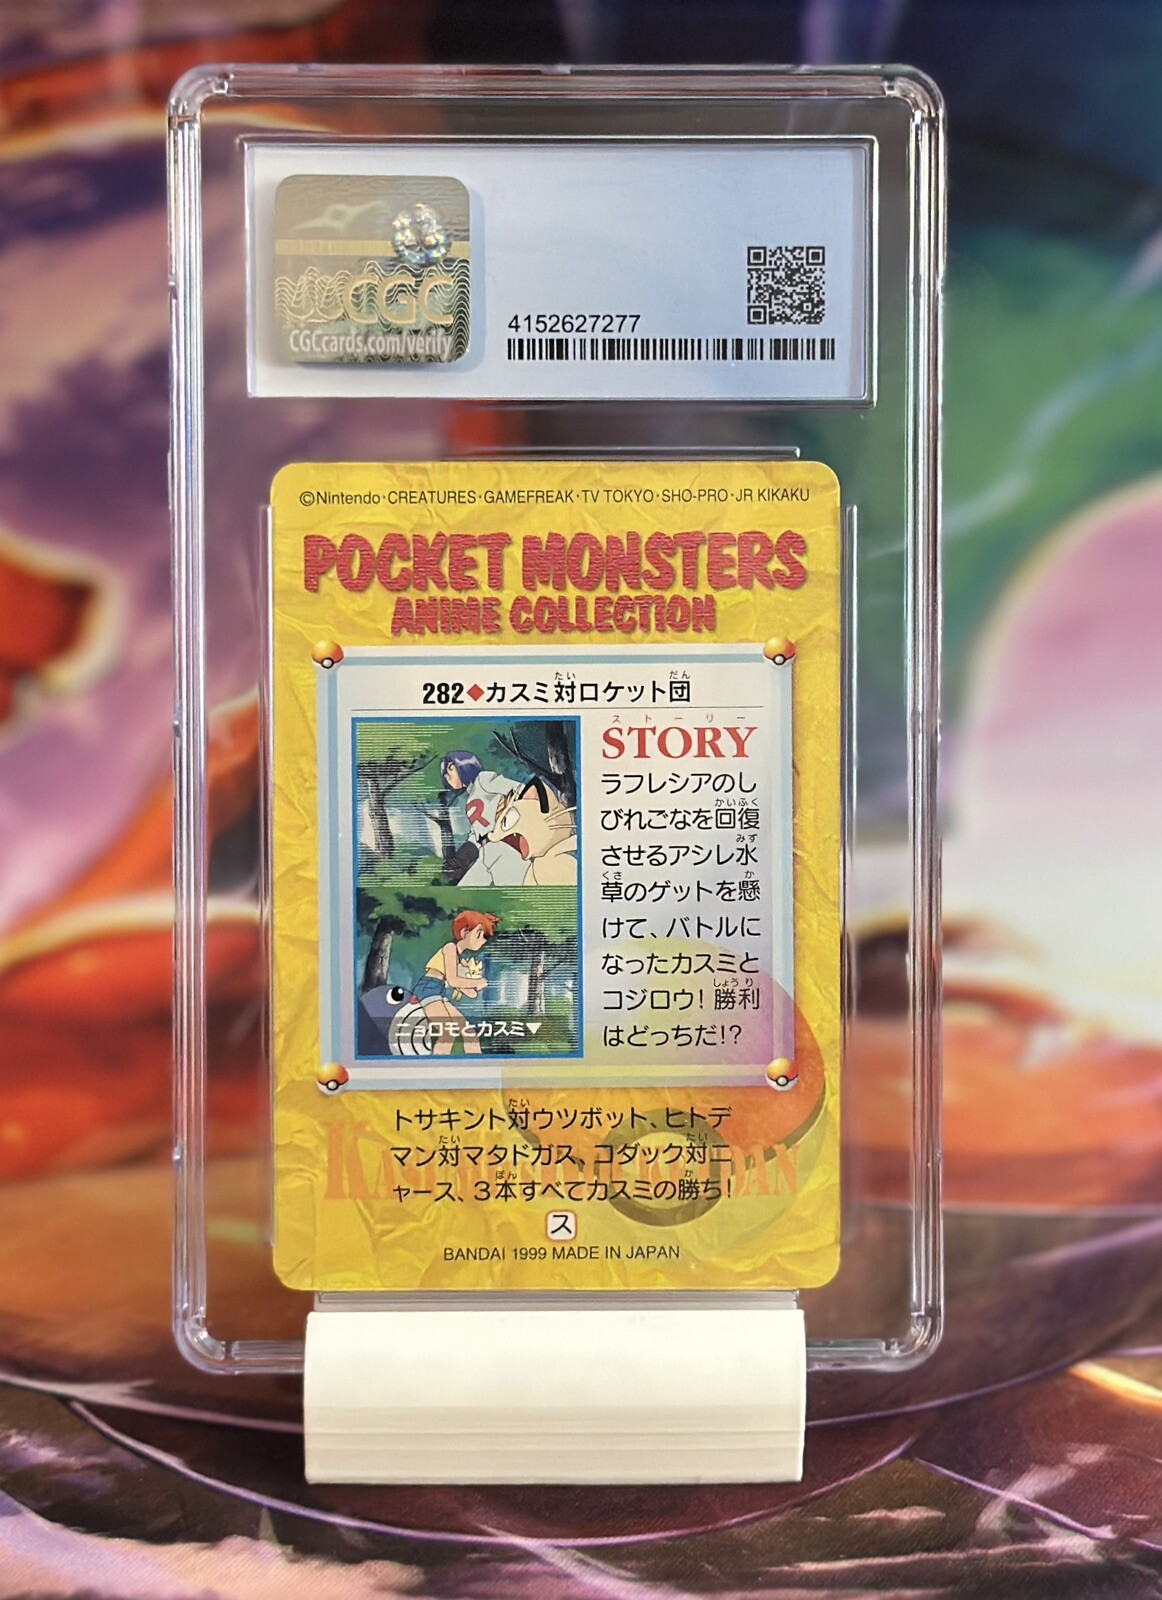 CGC
CGCcards.com/verify
4152627277
©Nintendo・CREATURES・GAMEFREAK・TV TOKYO・SHO-PRO・JR KIKAKU
POCKET MONSTERS
ANIME COLLECTION
282◆カスミ対ロケット団
STORY
ラフレシアのし
びれごなを回復
させるアシレ水
草のゲットを懸
けて、バトルに
なったカスミと
コジロウ!勝利
はどっちだ!?
ニョロモとカスミ▼
トサキント対ウツボット、ヒトデ
マン対マタドガス、コダック対ニ
ャース、3本すべてカスミの勝ち!
ス
BANDAI 1999 MADE IN JAPAN